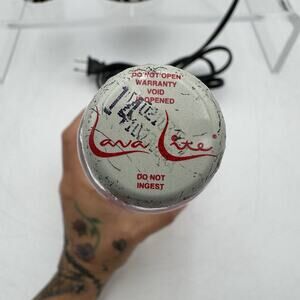 DO NOT OPEN
WARRANTY
VOID
IF OPENED
Lava Lite®
DO NOT
INGEST